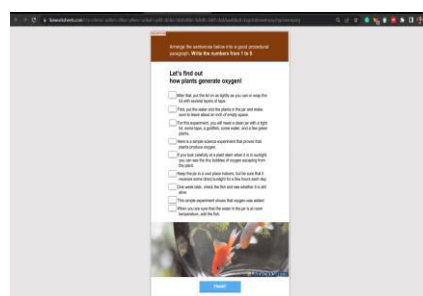 Arrange the sentences below into a good procedural
paragraph. Write the numbers from 1 to 9.
Let's find out
how plants generate oxygen!
After that, put the lid on as tightly as you can or wrap the
lid with several layers of tape.
First, put the water and the plants in the jar and make
sure to leave about an inch of empty space.
For this experiment, you will need a clean jar with a tight
lid, some tape, a goldfish, some water, and a few green
plants.
Here is a simple science experiment that proves that
plants produce oxygen.
If you look carefully at a plant stem when it is in sunlight,
you can see the tiny bubbles of oxygen escaping from
the plant.
Keep the jar in a cool place indoors, but be sure that it
receives some direct sunlight for a few hours each day.
One week later, check the fish and see whether it is still
alive.
This simple experiment shows that oxygen was added
When you are sure that the water in the jar is at room
temperature, add the fish.
Finish!!